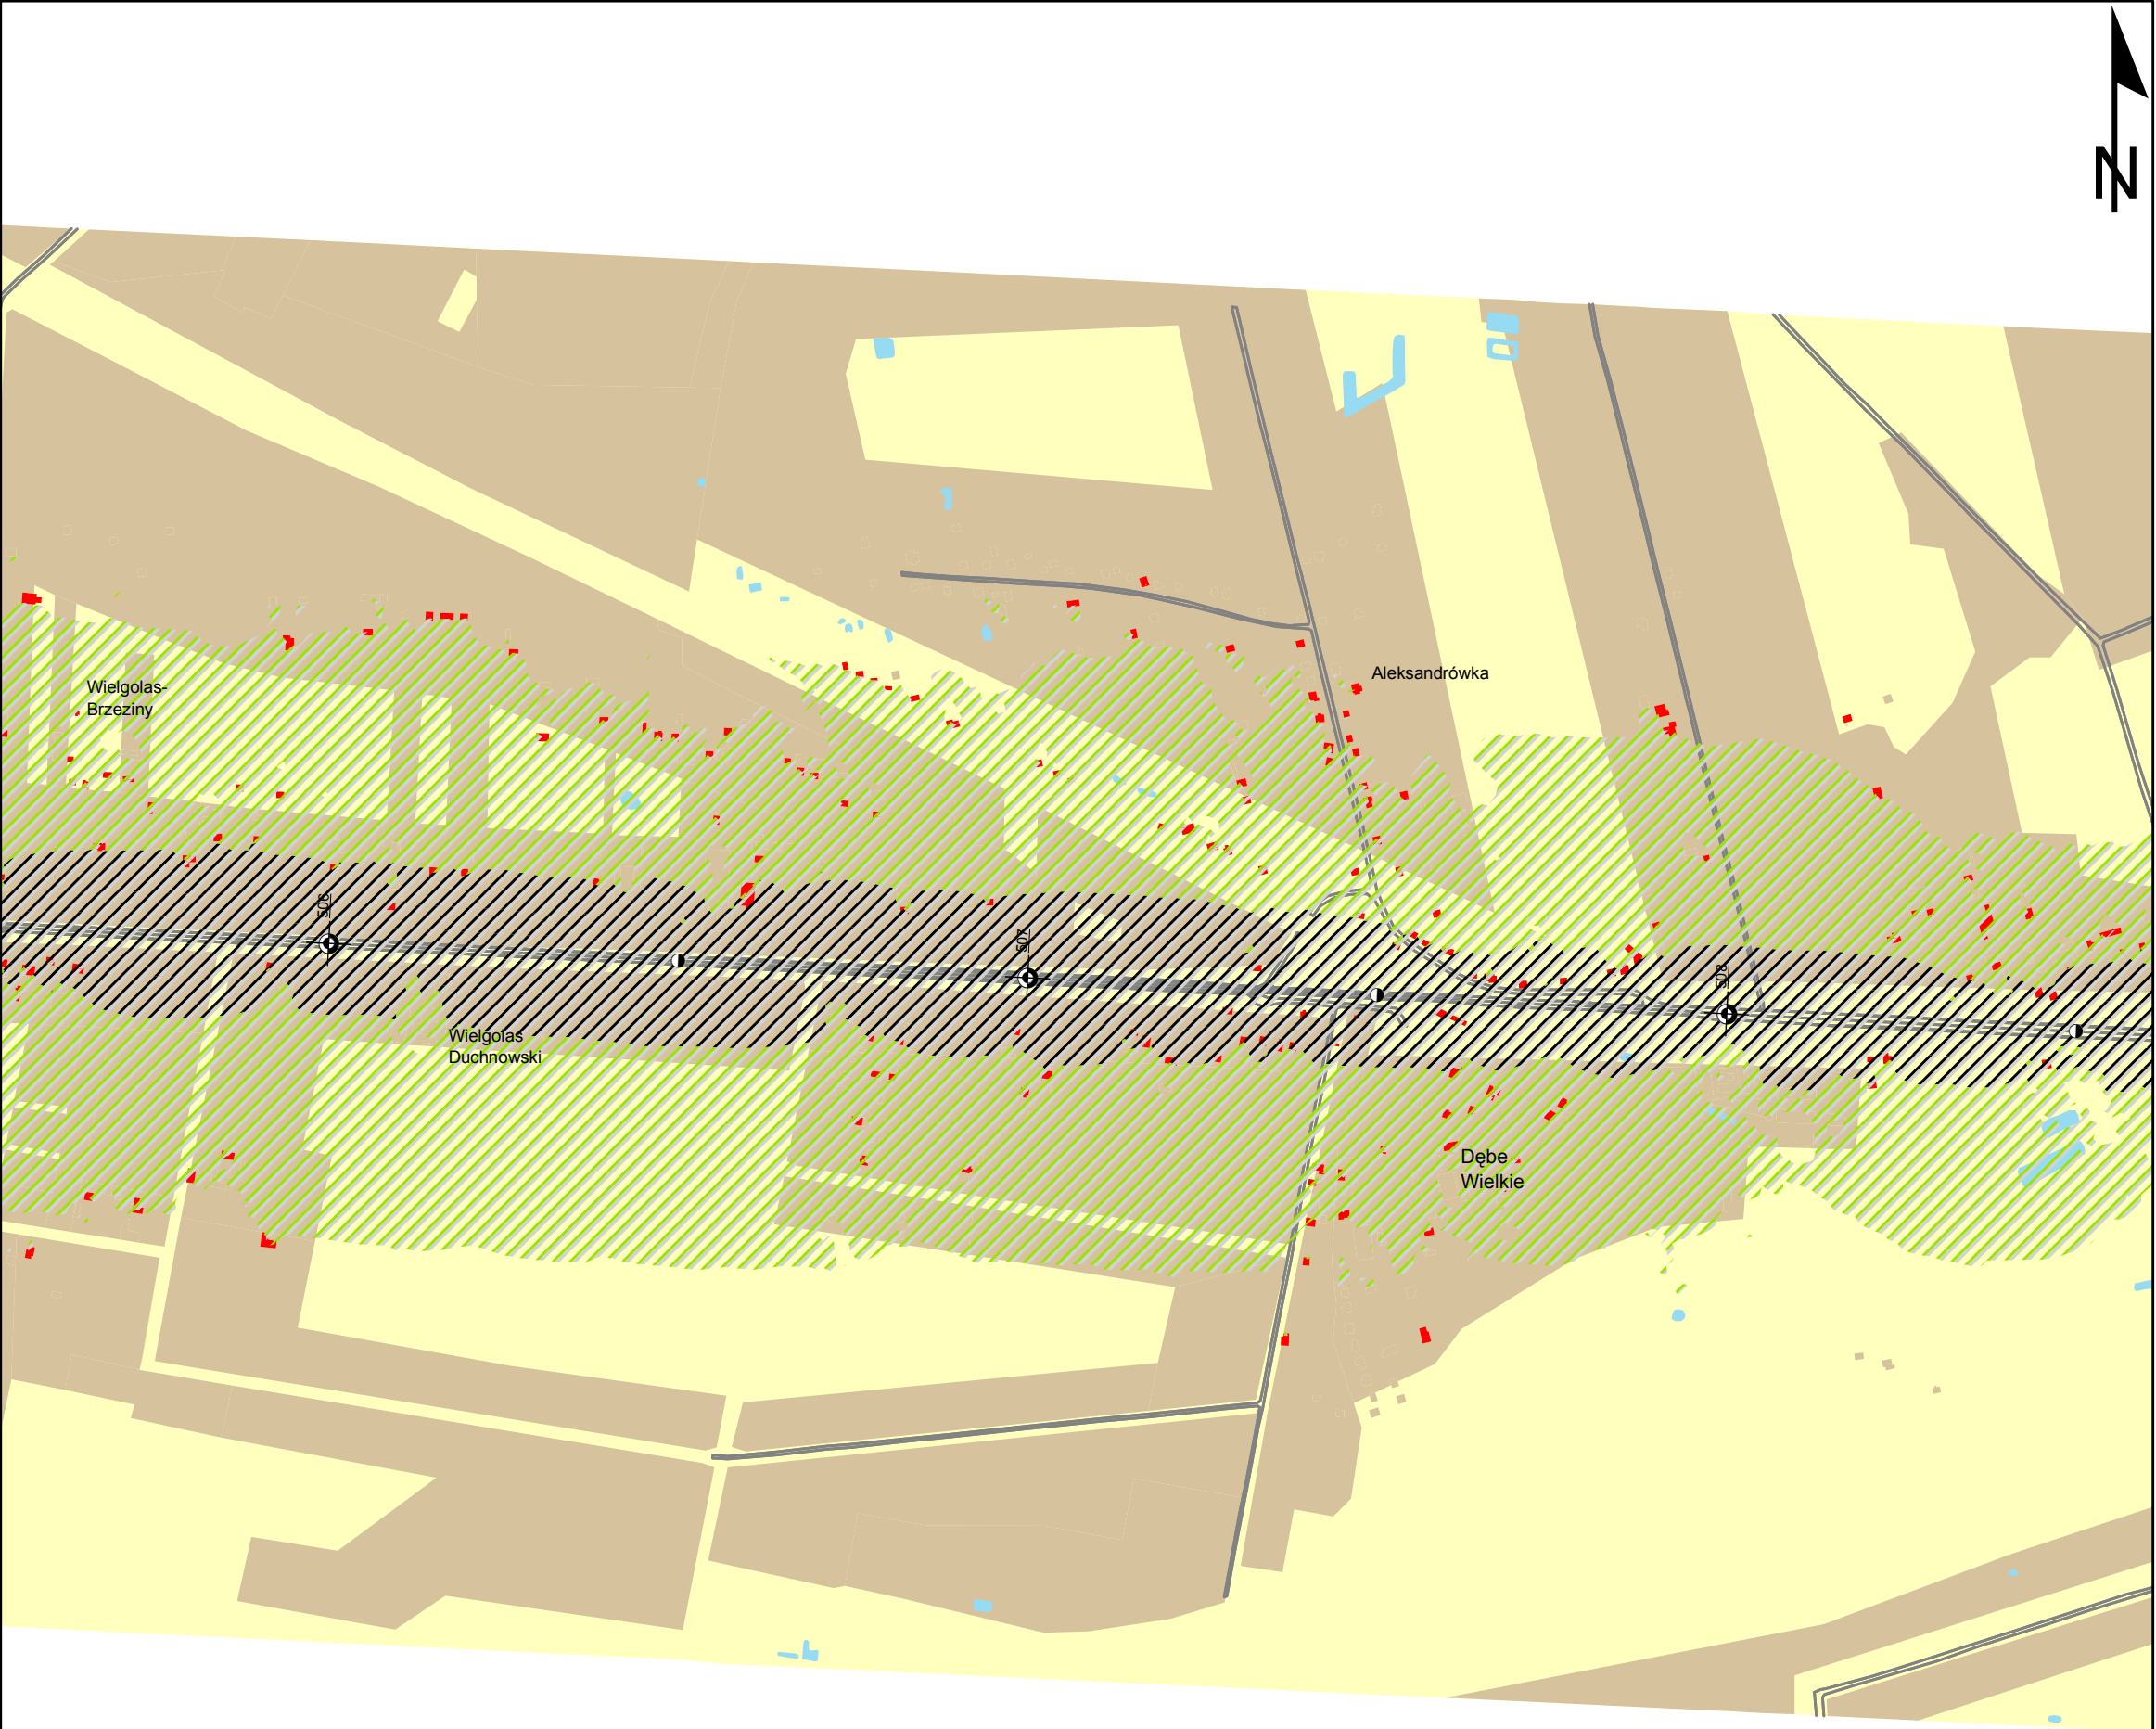 N
Aleksandrówka
Wielgolas-
Brzeziny
506
507
508
Wielgolas
Duchnowski
Dębe
Wielkie